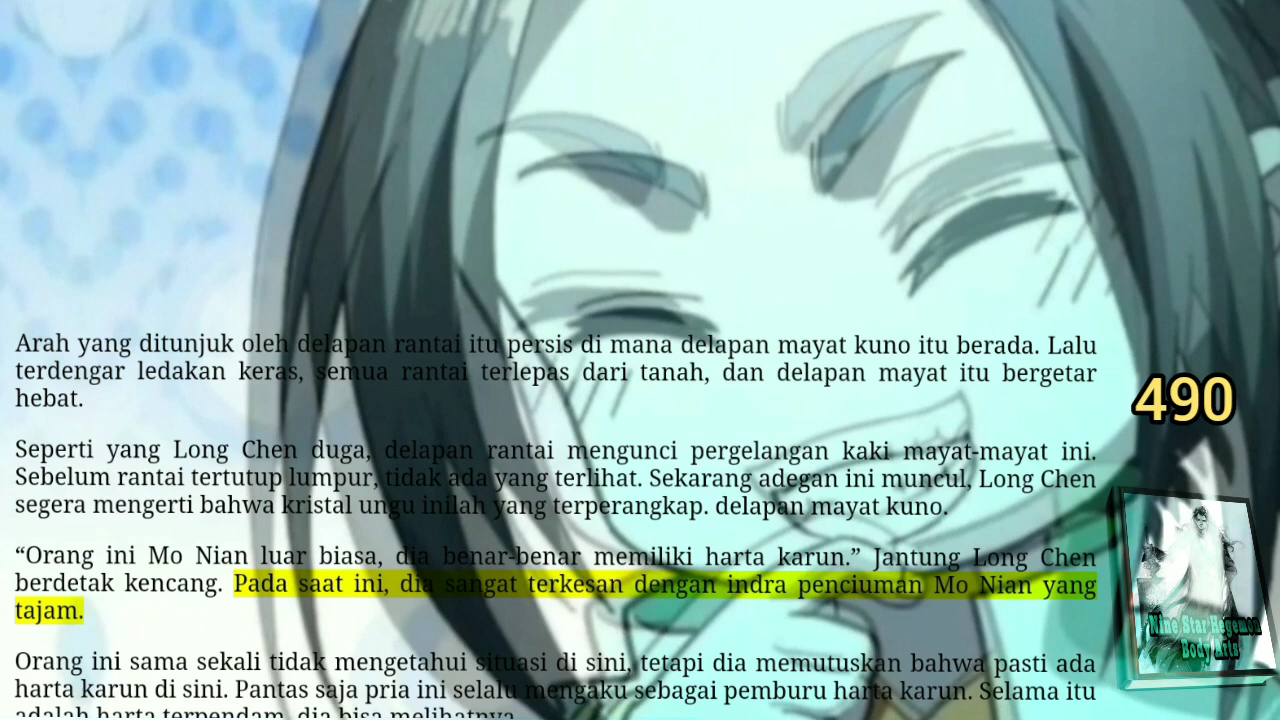 Arah yang ditunjuk oleh delapan rantai itu persis di mana delapan mayat kuno itu berada. Lalu
terdengar ledakan keras, semua rantai terlepas dari tanah, dan delapan mayat itu bergetar
hebat.
Seperti yang Long Chen duga, delapan rantai mengunci pergelangan kaki mayat-mayat ini.
Sebelum rantai tertutup lumpur, tidak ada yang terlihat. Sekarang adegan ini muncul, Long Chen
segera mengerti bahwa kristal ungu inilah yang terperangkap. delapan mayat kuno.
“Orang ini Mo Nian luar biasa, dia benar-benar memiliki harta karun.” Jantung Long Chen
berdetak kencang. Pada saat ini, dia sangat terkesan dengan indra penciuman Mo Nian yang
tajam.
Orang ini sama sekali tidak mengetahui situasi di sini, tetapi dia memutuskan bahwa pasti ada
harta karun di sini. Pantas saja pria ini selalu mengaku sebagai pemburu harta karun. Selama itu
adalah harta terpendam, dia bisa melihatnya.
490
Nine Star Hegemon
Body Arts